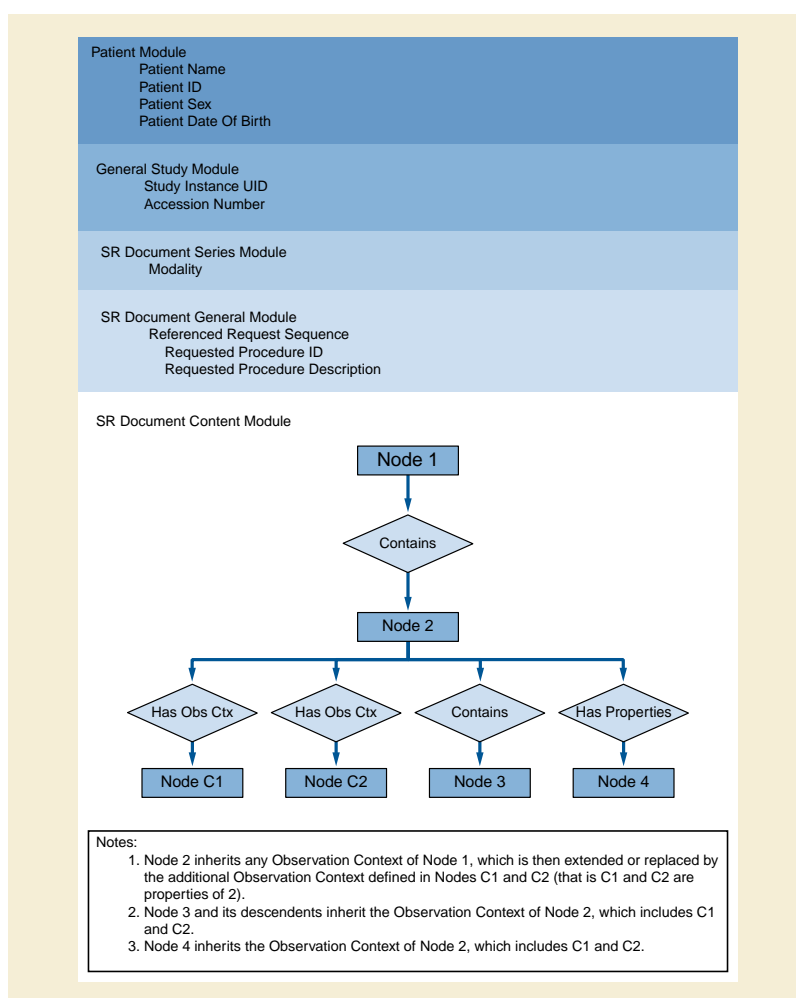 Patient Module
Patient Name
Patient ID
Patient Sex
Patient Date Of Birth
General Study Module
Study Instance UID
Accession Number
SR Document Series Module
Modality
SR Document General Module
Referenced Request Sequence
Requested Procedure ID
Requested Procedure Description
SR Document Content Module
Node 1
Contains
Node 2
Has Obs Ctx
Has Obs Ctx
Contains
Has Properties
Node C1
Node C2
Node 3
Node 4
Notes:
1. Node 2 inherits any Observation Context of Node 1, which is then extended or replaced by
the additional Observation Context defined in Nodes C1 and C2 (that is C1 and C2 are
properties of 2).
2. Node 3 and its descendents inherit the Observation Context of Node 2, which includes C1
and C2.
3. Node 4 inherits the Observation Context of Node 2, which includes C1 and C2.